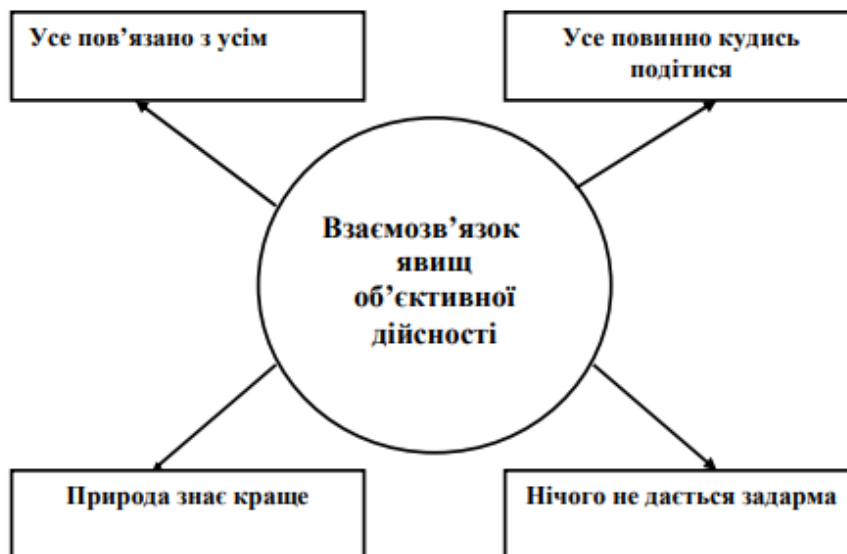 Усе пов’язано з усім
Усе повинно кудись
подітися
Взаємозв’язок
явищ
об’єктивної
дійсності
Природа знає краще
Нічого не дається задарма